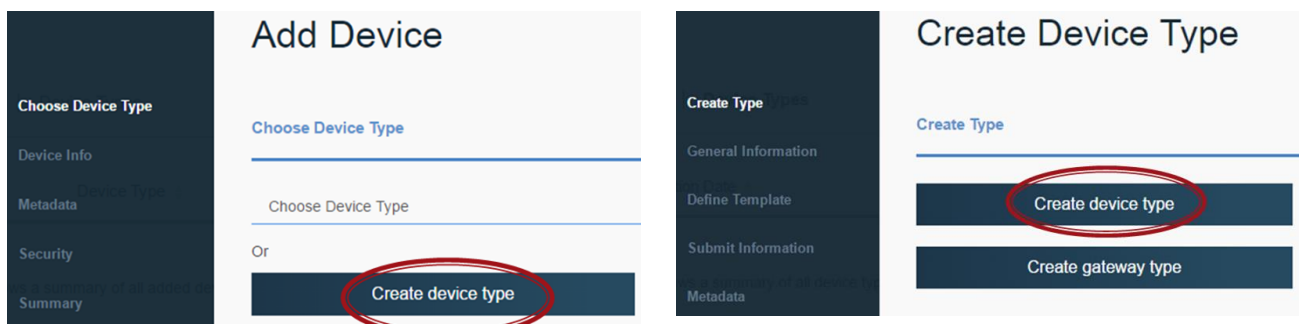 Add Device
Choose Device Type
Device Info
Metadata
Security
Summary
Choose Device Type
Choose Device Type
Or
Create device type
Device Type
Create Device Type
Create Type
General Information
Define Template
Submit Information
Metadata
Create Type
Create device type
Create gateway type